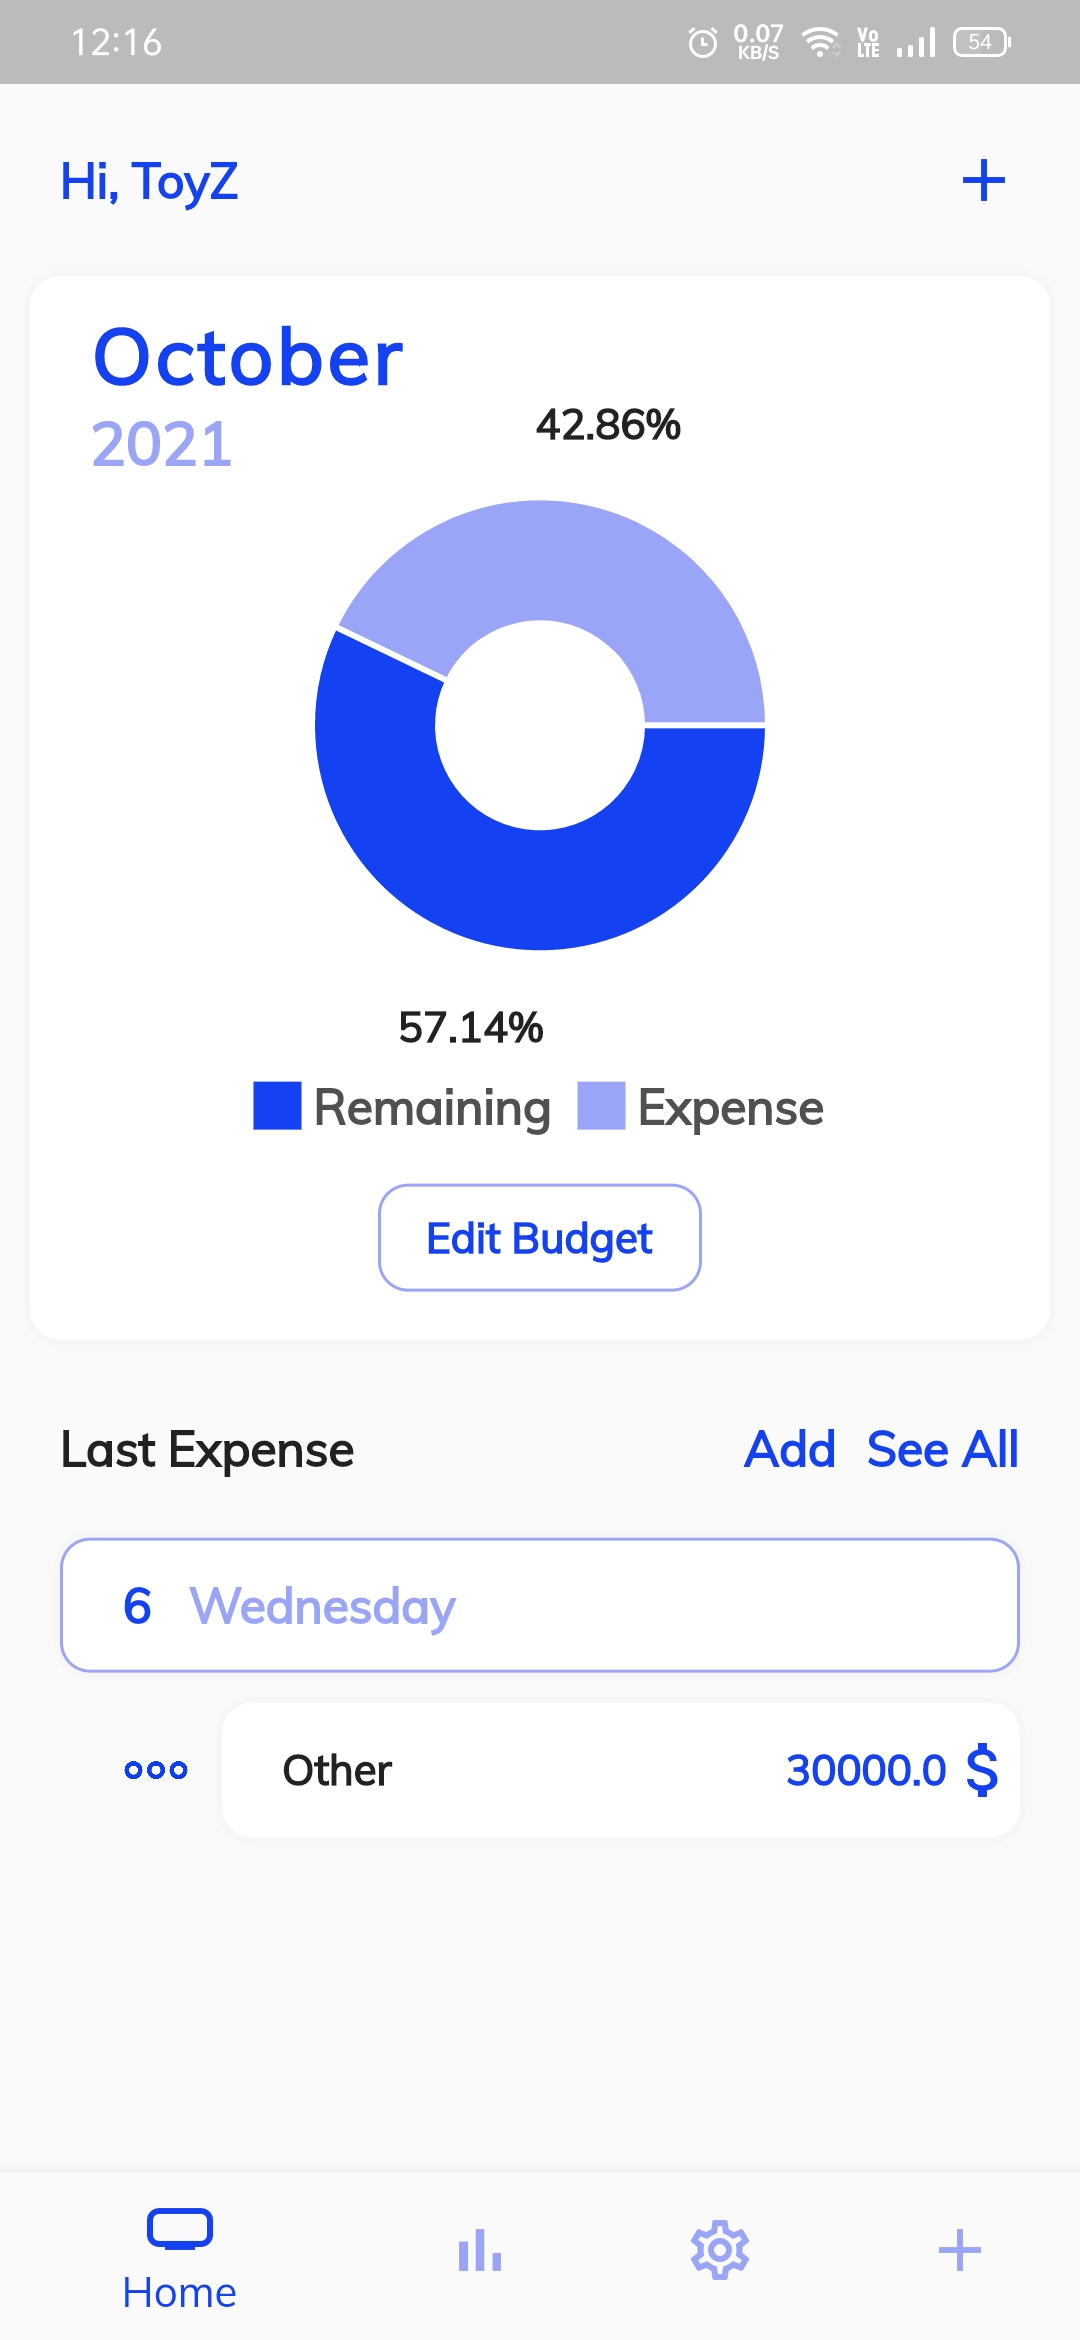 12:16
0.07
KB/S
Vo
LTE
54
Hi, ToyZ
October
2021
42.86%
57.14%
Remaining Expense
Edit Budget
Last Expense Add See All
6 Wednesday
Other 30000.0 $
Home